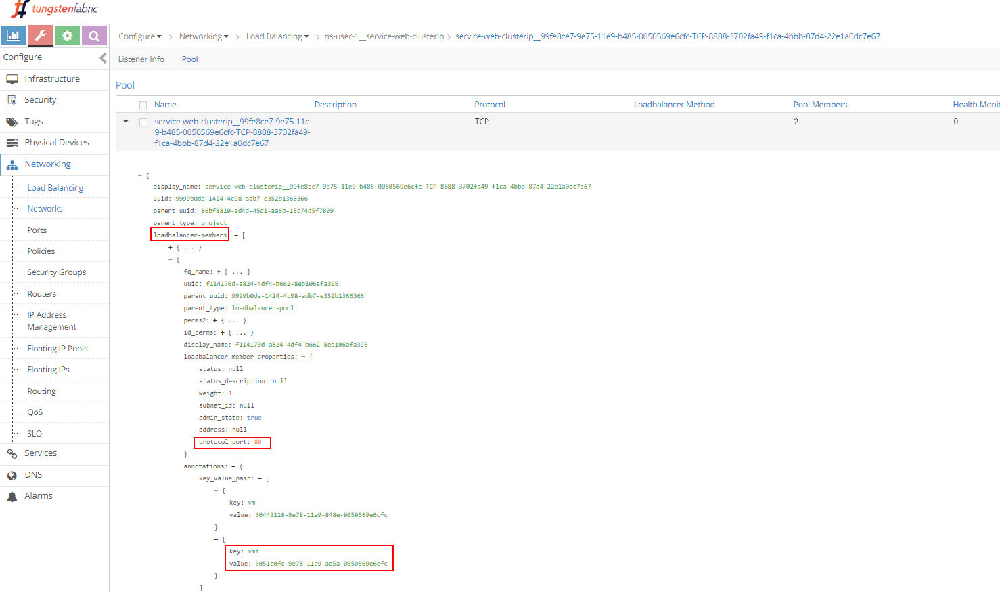 tungstenfabric
Configure > Networking > Load Balancing > ns-user-1__service-web-clusterip > service-web-clusterip__99fe8ce7-9e75-11e9-b485-0050569e6cfc-TCP-8888-3702fa49-f1ca-4bbb-87d4-22e1a0dc7e67
Configure
Infrastructure
Security
Tags
Physical Devices
Networking
Load Balancing
Networks
Ports
Policies
Security Groups
Routers
IP Address
Management
Floating IP Pools
Floating IPs
Routing
QoS
SLO
Services
DNS
Alarms
Listener Info Pool
Pool
Name Description Protocol Loadbalancer Method Pool Members Health Monit
service-web-clusterip__99fe8ce7-9e75-11e - TCP - 2 0
9-b485-0050569e6cfc-TCP-8888-3702fa49-
f1ca-4bbb-87d4-22e1a0dc7e67
- {
display_name: service-web-clusterip__99fe8ce7-9e75-11e9-b485-0050569e6cfc-TCP-8888-3702fa49-f1ca-4bbb-87d4-22e1a0dc7e67
uuid: 9999b0da-1424-4c98-adb7-e352b1366366
parent_uuid: 86bf8810-ad4d-45d1-aa6b-15c74d5f7809
parent_type: project
loadbalancer-members - [
+ { ... }
- {
fq_name: + [ ... ]
uuid: f114170d-a824-4df4-b662-8eb106afa395
parent_uuid: 9999b0da-1424-4c98-adb7-e352b1366366
parent_type: loadbalancer-pool
perms2: + { ... }
id_perms: + { ... }
display_name: f114170d-a824-4df4-b662-8eb106afa395
loadbalancer_member_properties: - {
status: null
status_description: null
weight: 1
subnet_id: null
admin_state: true
address: null
protocol_port: 80
}
annotations: - {
key_value_pair: - [
- {
key: vm
value: 30443116-9e78-11e9-848e-0050569e6cfc
}
- {
key: vmi
value: 3051c0fc-9e78-11e9-ae5a-0050569e6cfc
}
]